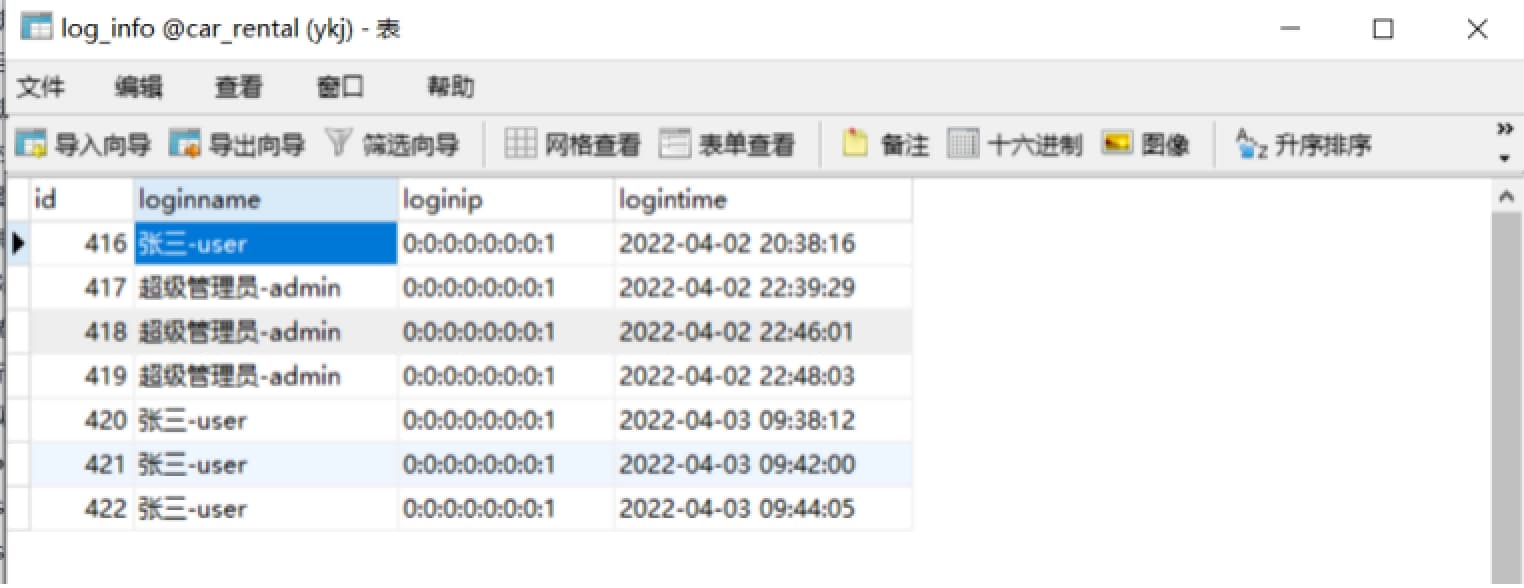 log_info @car_rental (ykj) - 表
文件 编辑 查看 窗口 帮助
导入向导 导出向导 筛选向导 网格查看 表单查看 备注 十六进制 图像 升序排序
id loginname loginip logintime
416 张三-user 0:0:0:0:0:0:0:1 2022-04-02 20:38:16
417 超级管理员-admin 0:0:0:0:0:0:0:1 2022-04-02 22:39:29
418 超级管理员-admin 0:0:0:0:0:0:0:1 2022-04-02 22:46:01
419 超级管理员-admin 0:0:0:0:0:0:0:1 2022-04-02 22:48:03
420 张三-user 0:0:0:0:0:0:0:1 2022-04-03 09:38:12
421 张三-user 0:0:0:0:0:0:0:1 2022-04-03 09:42:00
422 张三-user 0:0:0:0:0:0:0:1 2022-04-03 09:44:05